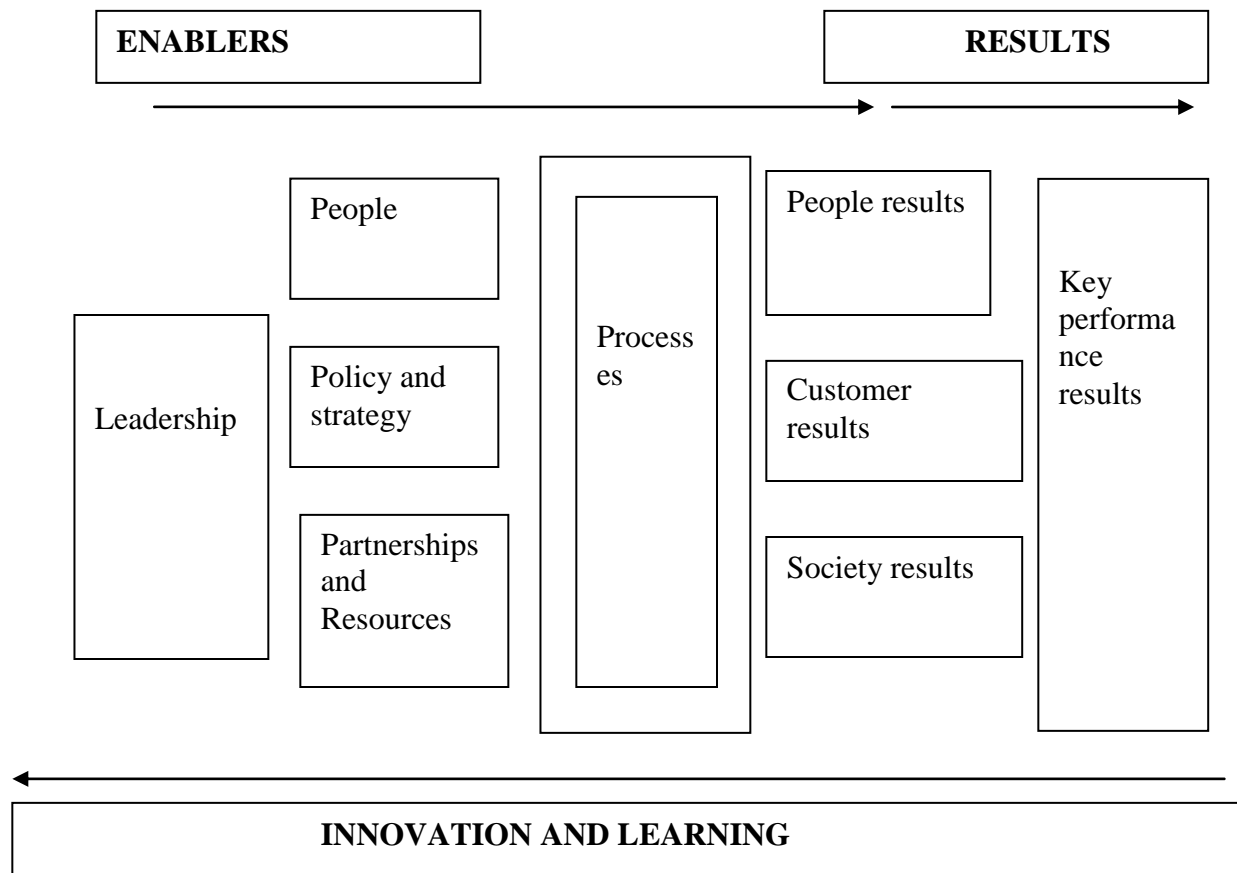 ENABLERS
RESULTS
People
People results
Leadership
Policy and
strategy
Process
es
Customer
results
Key
performa
nce
results
Partnerships
and
Resources
Society results
INNOVATION AND LEARNING